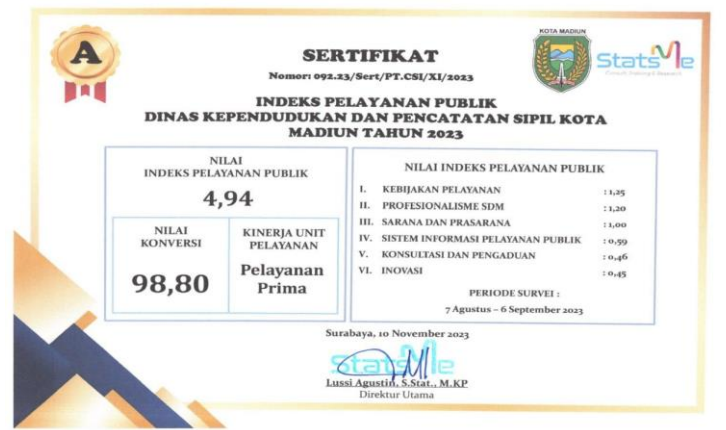 A
KOTA MADIUN
StatsMe
Consult Training & Research
SERTIFIKAT
Nomor: 092.23/Sert/PT.CSI/XI/2023
INDEKS PELAYANAN PUBLIK
DINAS KEPENDUDUKAN DAN PENCATATAN SIPIL KOTA
MADIUN TAHUN 2023
NILAI
INDEKS PELAYANAN PUBLIK
4,94
NILAI
KONVERSI
98,80
KINERJA UNIT
PELAYANAN
Pelayanan
Prima
NILAI INDEKS PELAYANAN PUBLIK
I. KEBIJAKAN PELAYANAN : 1,25
II. PROFESIONALISME SDM : 1,20
III. SARANA DAN PRASARANA : 1,00
IV. SISTEM INFORMASI PELAYANAN PUBLIK : 0,59
V. KONSULTASI DAN PENGADUAN : 0,46
VI. INOVASI : 0,45
PERIODE SURVEI :
7 Agustus – 6 September 2023
Surabaya, 10 November 2023
StatsMe
Lussi Agustin, S.Stat., M.KP
Direktur Utama